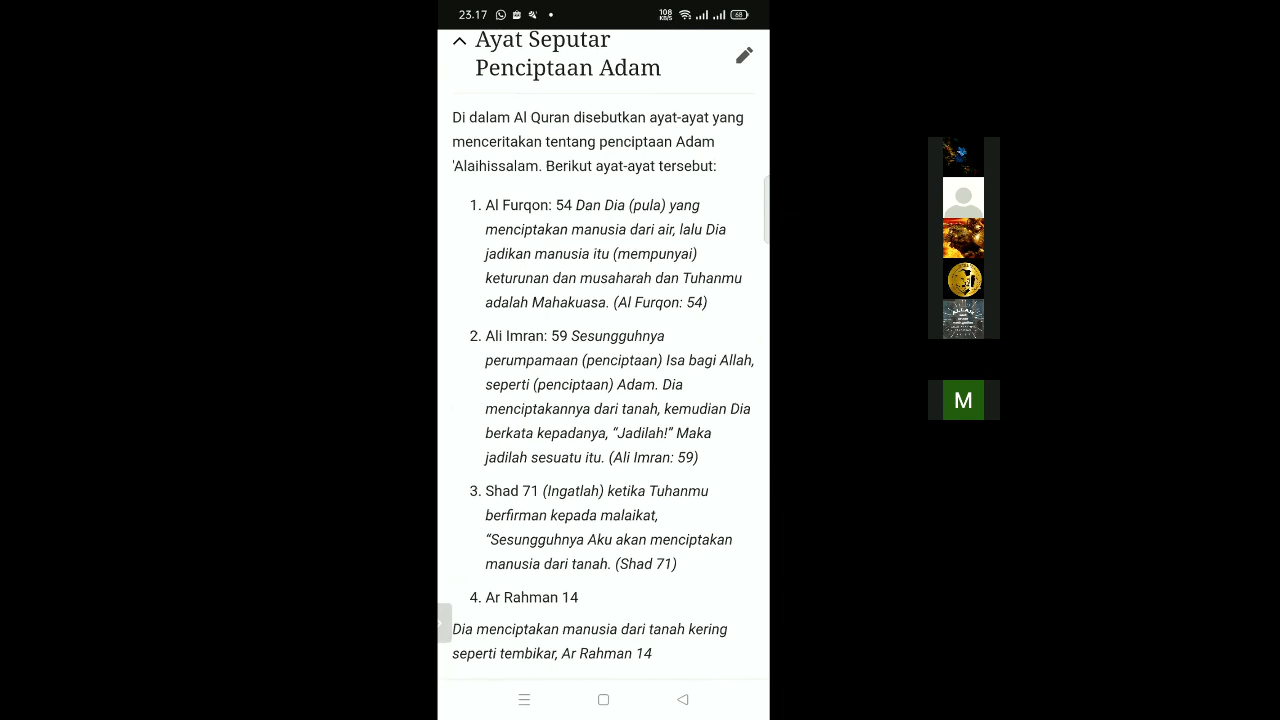 23.17
108
KB/S
68
Ayat Seputar
Penciptaan Adam
Di dalam Al Quran disebutkan ayat-ayat yang
menceritakan tentang penciptaan Adam
'Alaihissalam. Berikut ayat-ayat tersebut:
1. Al Furqon: 54 Dan Dia (pula) yang
menciptakan manusia dari air, lalu Dia
jadikan manusia itu (mempunyai)
keturunan dan musaharah dan Tuhanmu
adalah Mahakuasa. (Al Furqon: 54)
2. Ali Imran: 59 Sesungguhnya
perumpamaan (penciptaan) Isa bagi Allah,
seperti (penciptaan) Adam. Dia
menciptakannya dari tanah, kemudian Dia
berkata kepadanya, “Jadilah!” Maka
jadilah sesuatu itu. (Ali Imran: 59)
3. Shad 71 (Ingatlah) ketika Tuhanmu
berfirman kepada malaikat,
“Sesungguhnya Aku akan menciptakan
manusia dari tanah. (Shad 71)
4. Ar Rahman 14
Dia menciptakan manusia dari tanah kering
seperti tembikar, Ar Rahman 14
ALLAH
M